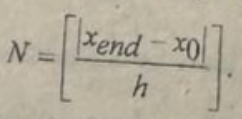 N = [|x_end − x_0| / h].